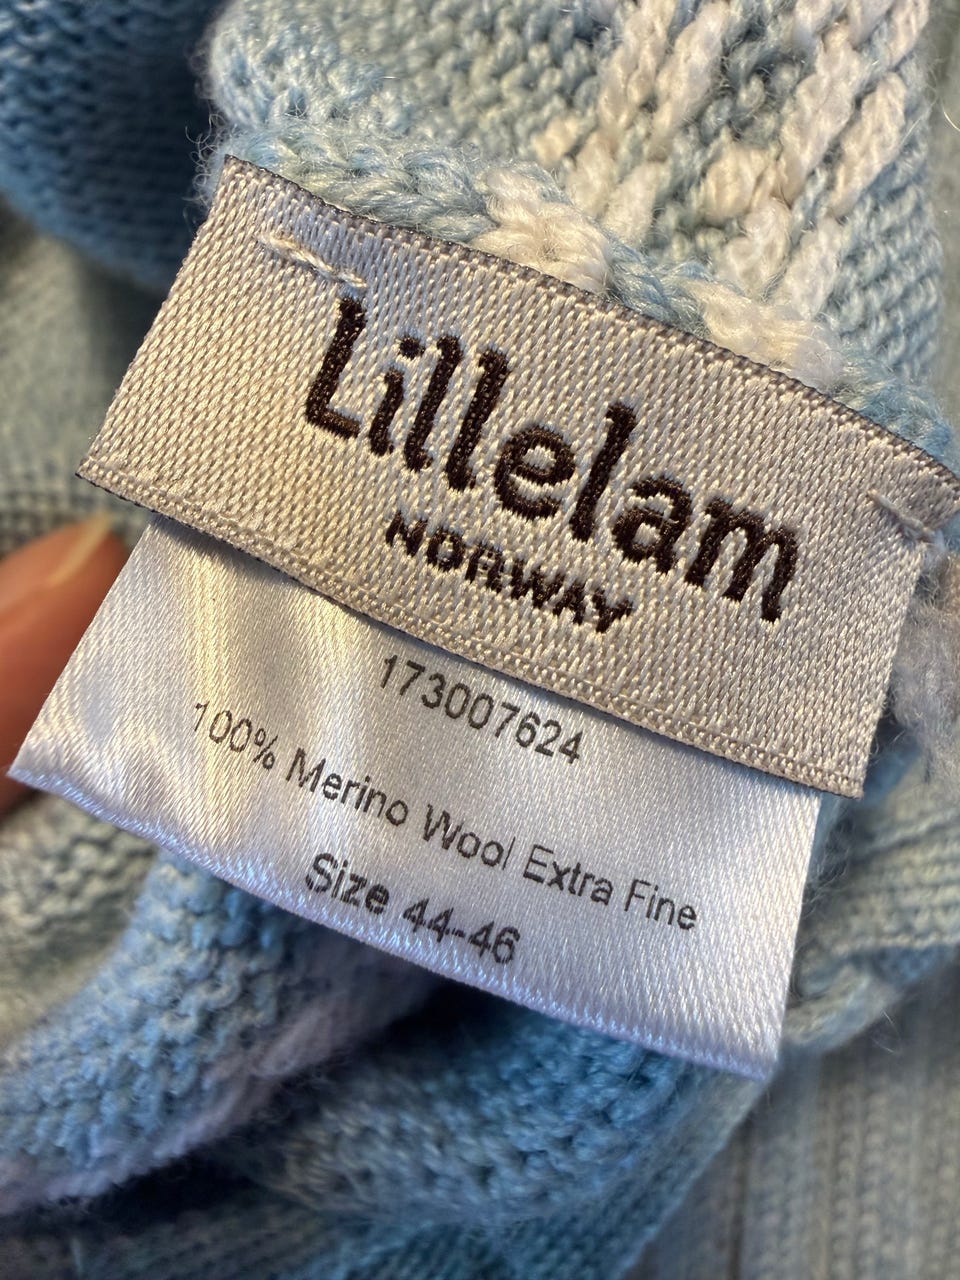 Lillelam
NORWAY
173007624
100% Merino Wool Extra Fine
Size 44-46